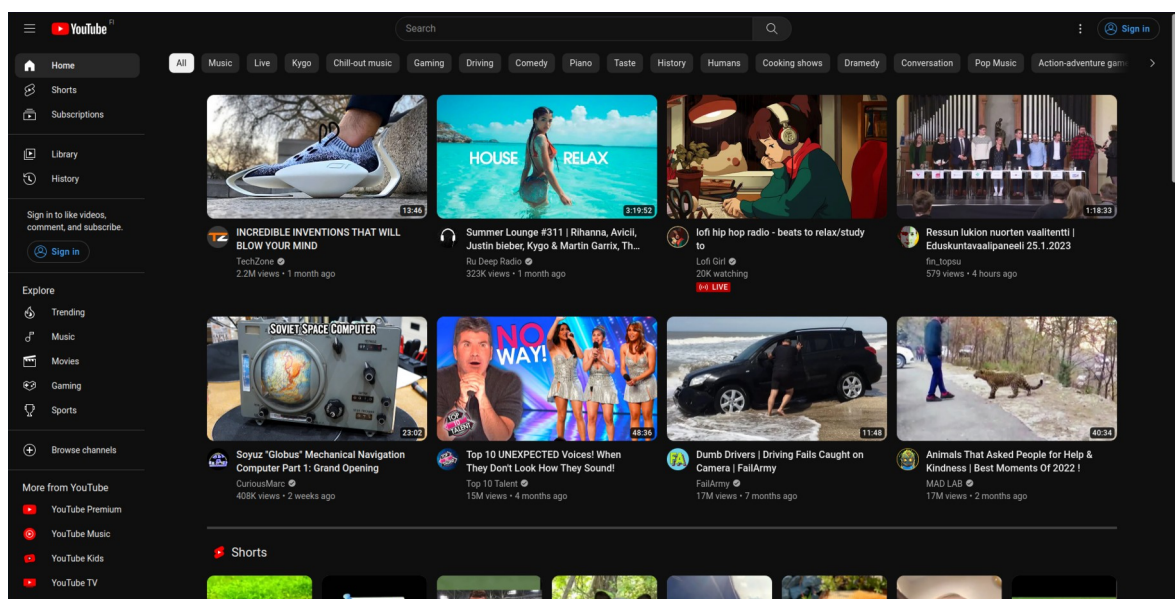 YouTube FI
Search
Sign in
Home
Shorts
Subscriptions
Library
History
Sign in to like videos,
comment, and subscribe.
Sign in
Explore
Trending
Music
Movies
Gaming
Sports
Browse channels
More from YouTube
YouTube Premium
YouTube Music
YouTube Kids
YouTube TV
All Music Live Kygo Chill-out music Gaming Driving Comedy Piano Taste History Humans Cooking shows Dramedy Conversation Pop Music Action-adventure game
13:46
INCREDIBLE INVENTIONS THAT WILL
BLOW YOUR MIND
TechZone
2.2M views • 1 month ago
HOUSE RELAX
3:19:52
Summer Lounge #311 | Rihanna, Avicii,
Justin bieber, Kygo & Martin Garrix, Th...
Ru Deep Radio
323K views • 1 month ago
lofi hip hop radio - beats to relax/study
to
Lofi Girl
20K watching
LIVE
1:18:33
Ressun lukion nuorten vaalitentti |
Eduskuntavaalipaneeli 25.1.2023
fin_topsu
579 views • 4 hours ago
SOVIET SPACE COMPUTER
23:02
Soyuz "Globus" Mechanical Navigation
Computer Part 1: Grand Opening
CuriousMarc
408K views • 2 weeks ago
NO
WAY!
TOP
10
TALENT
48:36
Top 10 UNEXPECTED Voices! When
They Don't Look How They Sound!
Top 10 Talent
15M views • 4 months ago
11:48
FA
Dumb Drivers | Driving Fails Caught on
Camera | FailArmy
FailArmy
17M views • 7 months ago
40:34
Animals That Asked People for Help &
Kindness | Best Moments Of 2022 !
MAD LAB
17M views • 2 months ago
Shorts